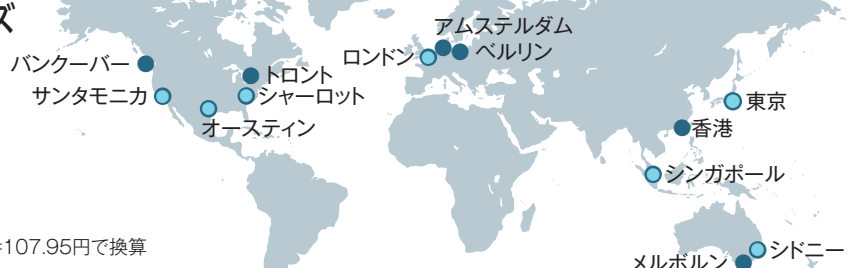 ズ
アムステルダム
ロンドン
ベルリン
バンクーバー
トロント
サンタモニカ
シャーロット
オースティン
東京
香港
シンガポール
=107.95円で換算
シドニー
メルボルン